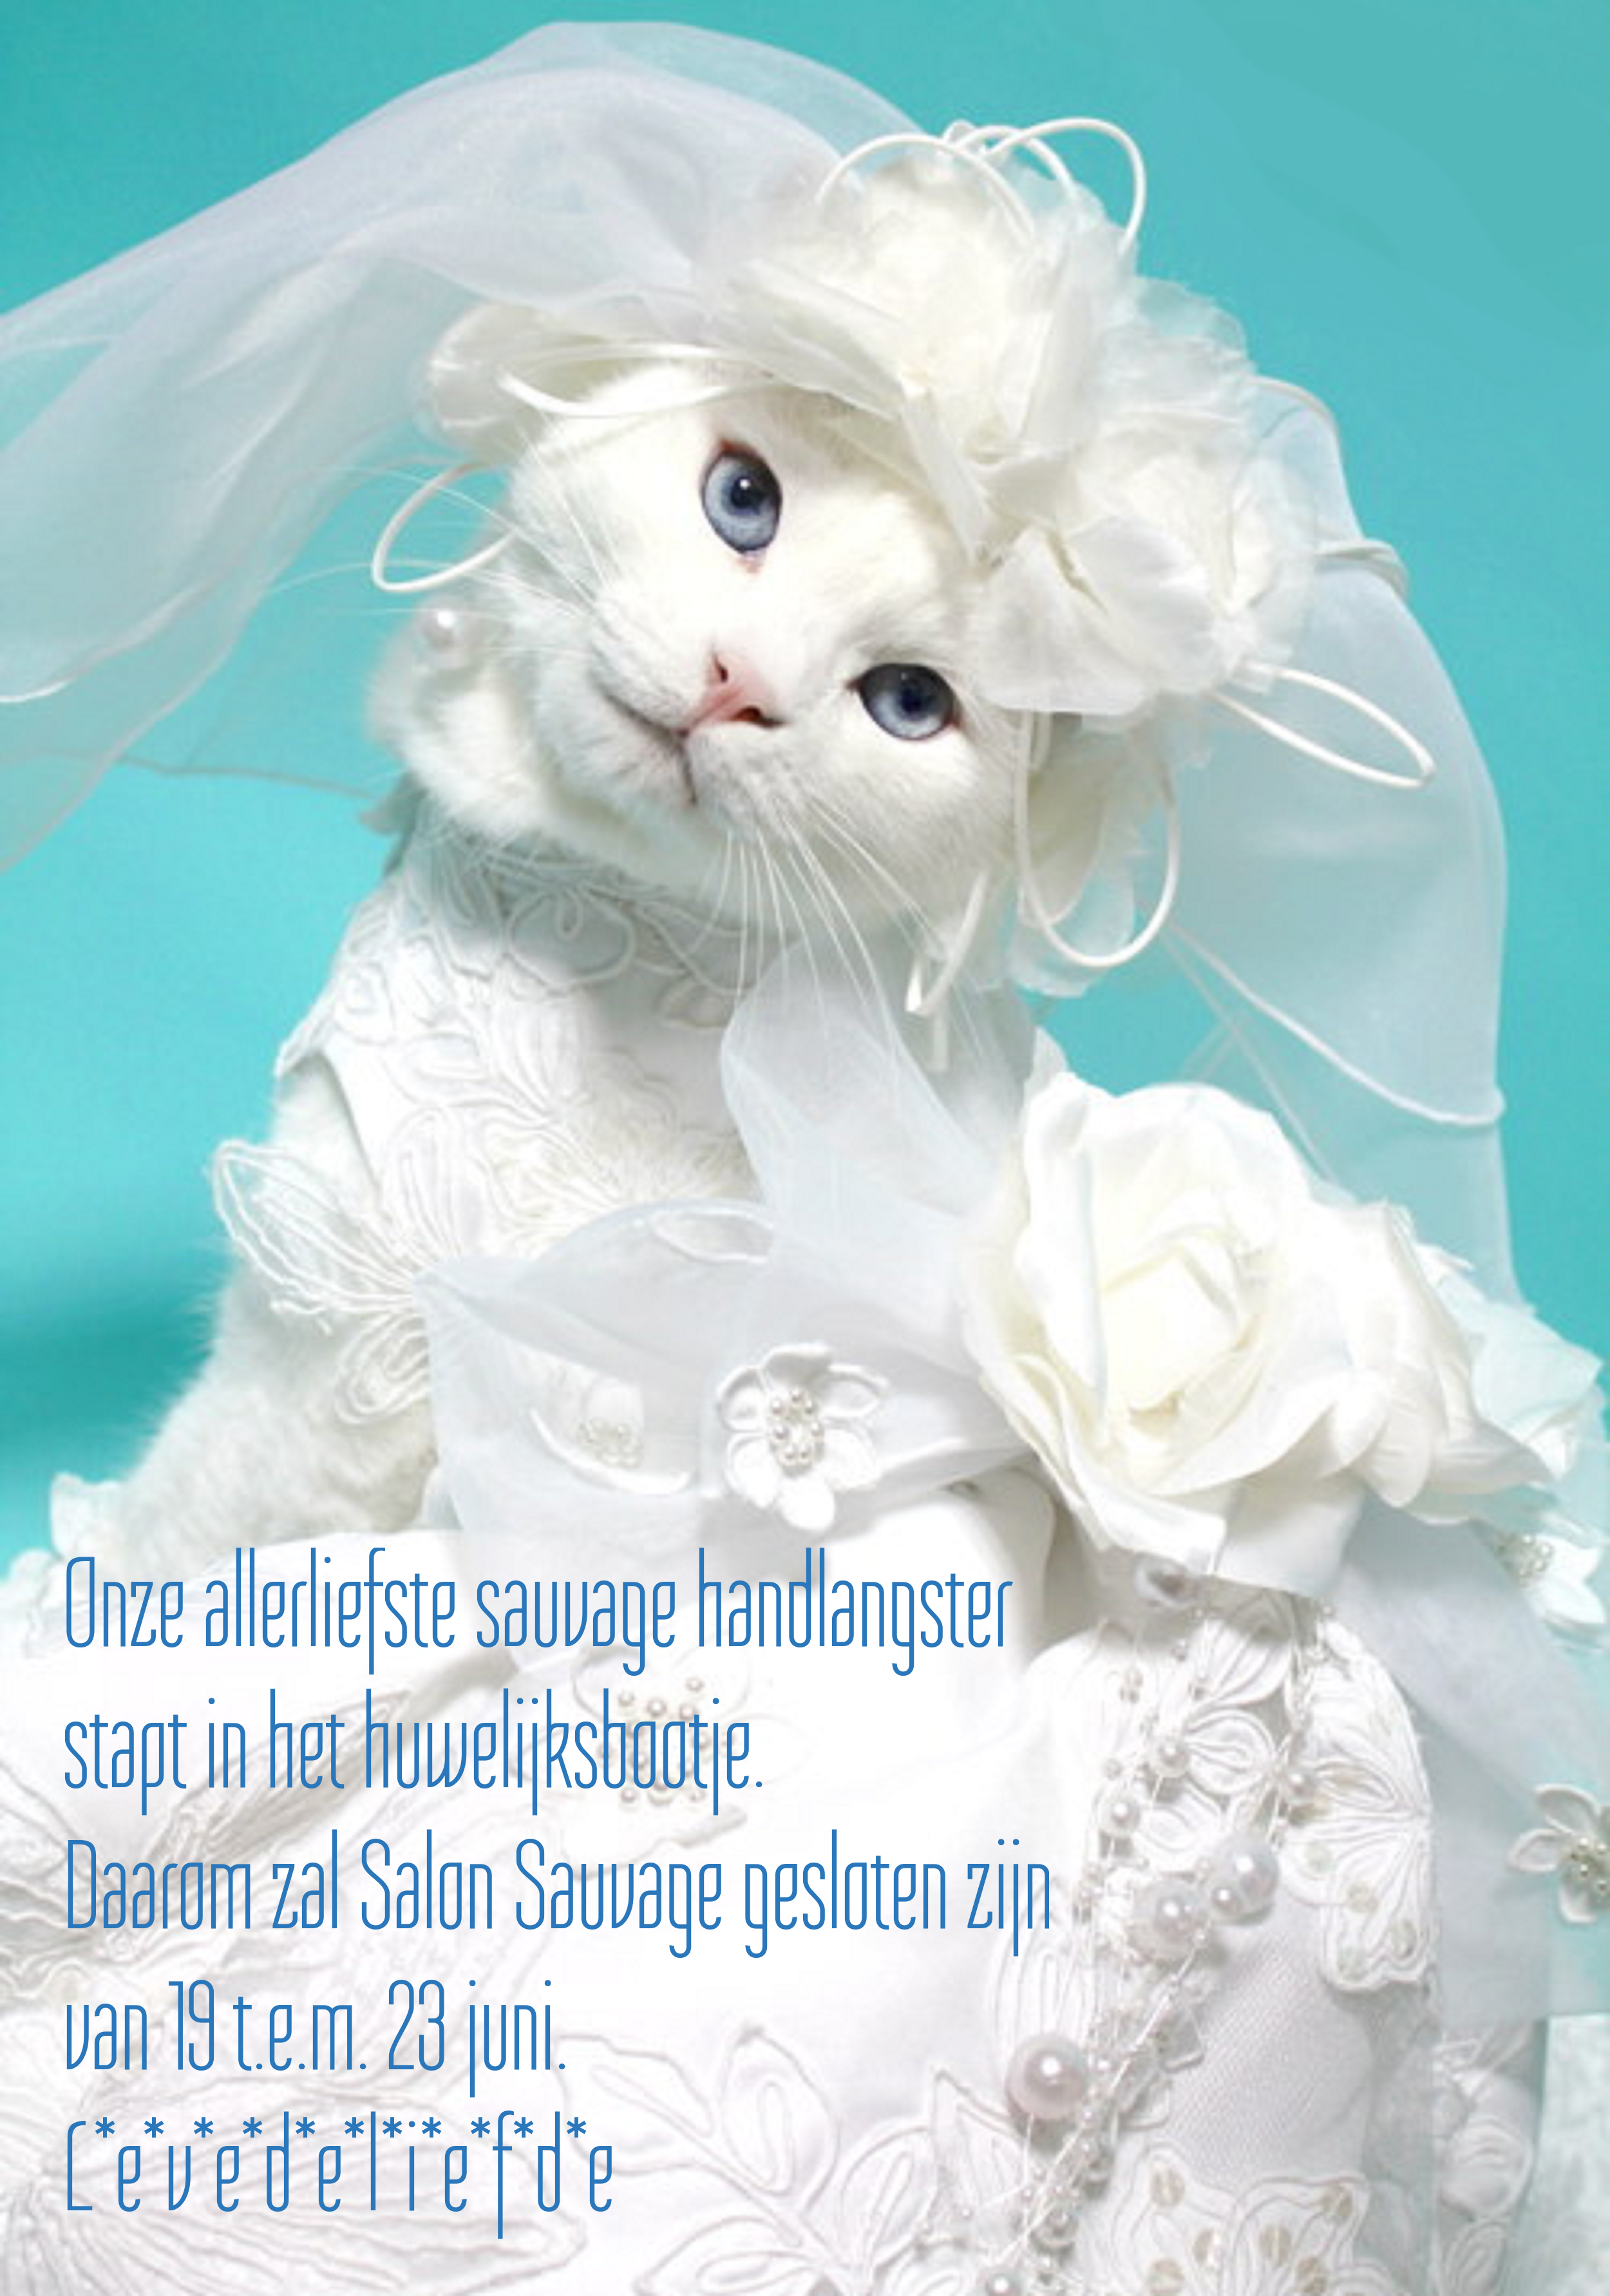 Onze allerliefste sauvage handlangster
stapt in het huwelijksbootje.
Daarom zal Salon Sauvage gesloten zijn
van 19 t.e.m. 23 juni.
L*e*v*e*d*e*l*i*e*f*d*e